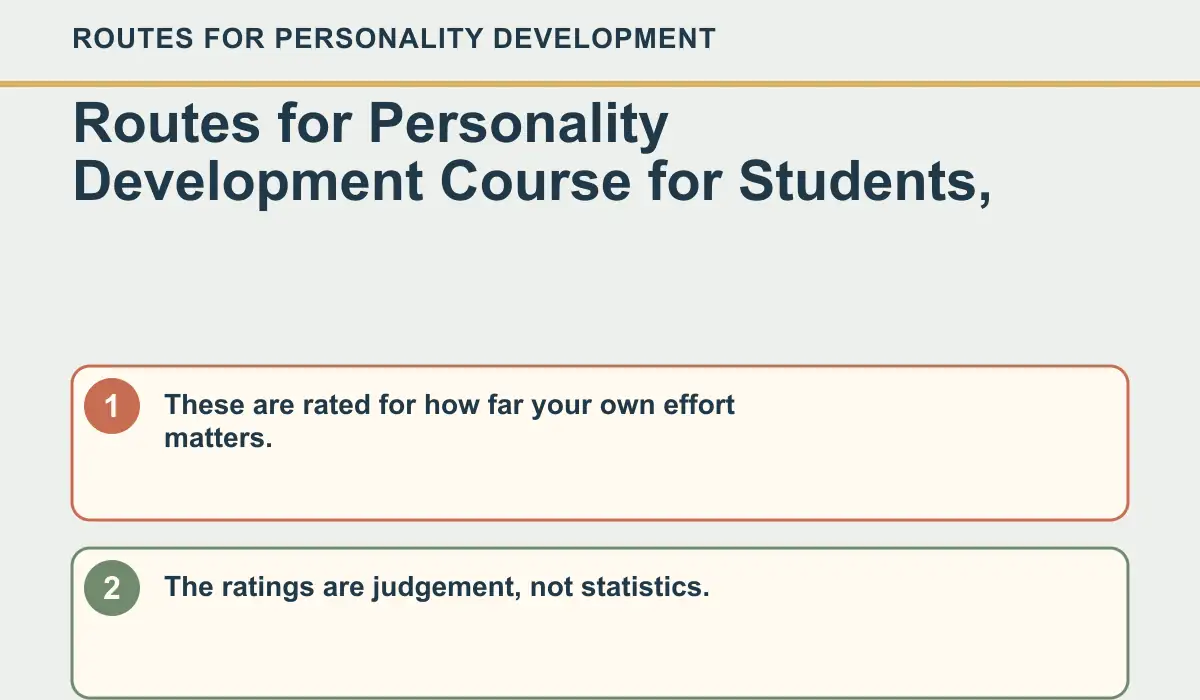 ROUTES FOR PERSONALITY DEVELOPMENT
Routes for Personality
Development Course for Students,
1
These are rated for how far your own effort
matters.
2
The ratings are judgement, not statistics.